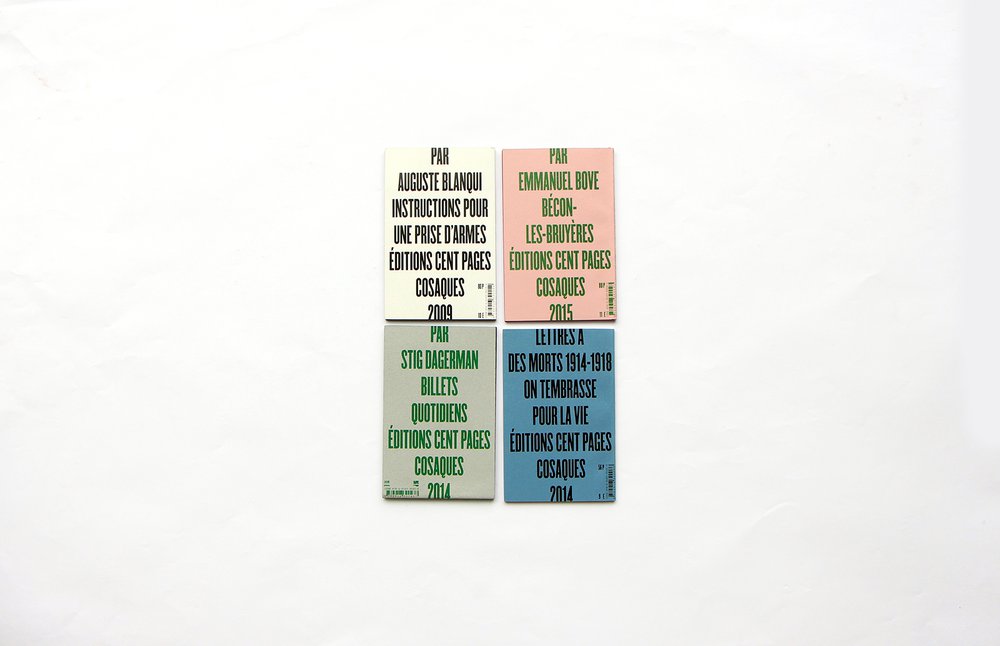 PAR
AUGUSTE BLANQUI
INSTRUCTIONS POUR
UNE PRISE D'ARMES
ÉDITIONS CENT PAGES
COSAQUES
2009
PAR
EMMANUEL BOVE
BÉCON-
LES-BRUYÈRES
ÉDITIONS CENT PAGES
COSAQUES
2015
PAR
STIG DAGERMAN
BILLETS
QUOTIDIENS
ÉDITIONS CENT PAGES
COSAQUES
2014
LETTRES A
DES MORTS 1914-1918
ON TEMBRASSE
POUR LA VIE
ÉDITIONS CENT PAGES
COSAQUES
2014